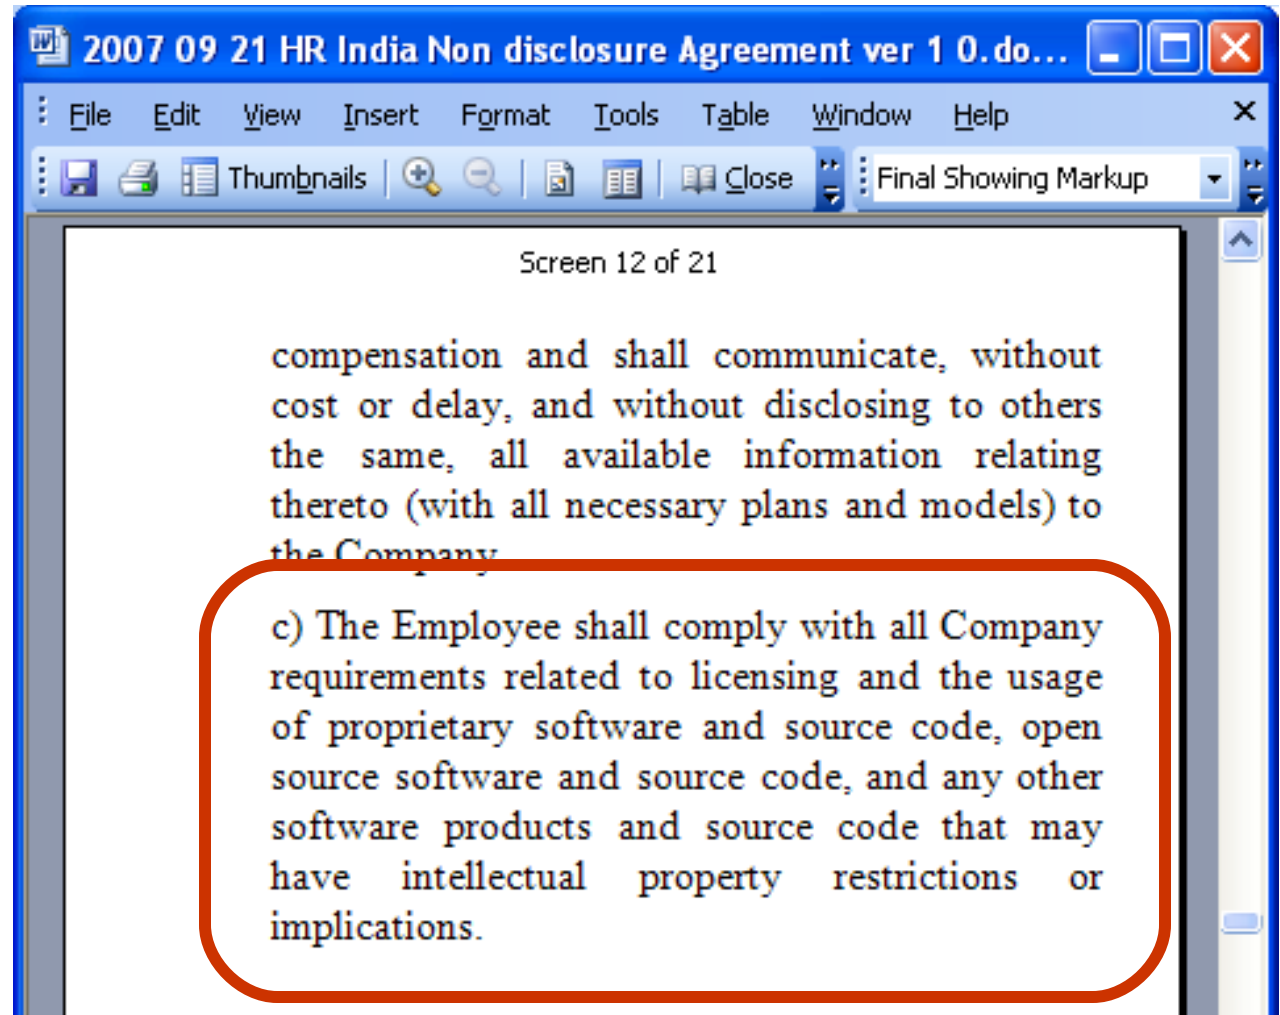 2007 09 21 HR India Non disclosure Agreement ver 1 0.do...
File Edit View Insert Format Tools Table Window Help
Thumbnails Close Final Showing Markup
Screen 12 of 21
compensation and shall communicate, without
cost or delay, and without disclosing to others
the same, all available information relating
thereto (with all necessary plans and models) to
the Company
c) The Employee shall comply with all Company
requirements related to licensing and the usage
of proprietary software and source code, open
source software and source code, and any other
software products and source code that may
have intellectual property restrictions or
implications.